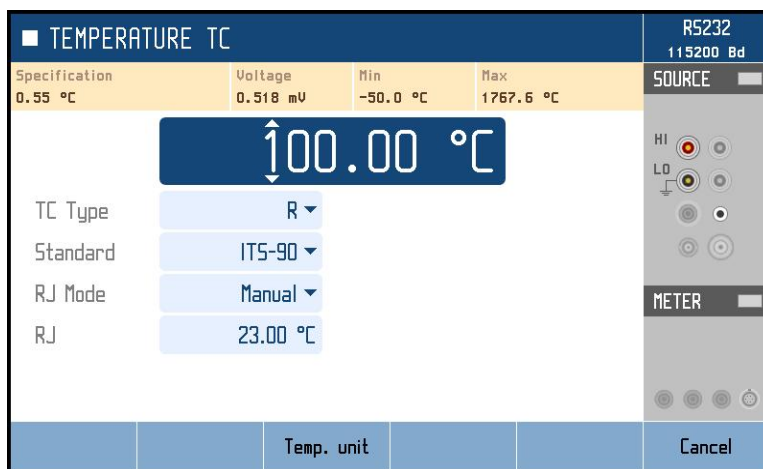 TEMPERATURE TC
RS232
115200 Bd
Specification
0.55 °C
Voltage
0.518 mV
Min
-50.0 °C
Max
1767.6 °C
SOURCE
100.00 °C
HI
LO
TC Type
R
Standard
ITS-90
RJ Mode
Manual
RJ
23.00 °C
METER
Temp. unit
Cancel